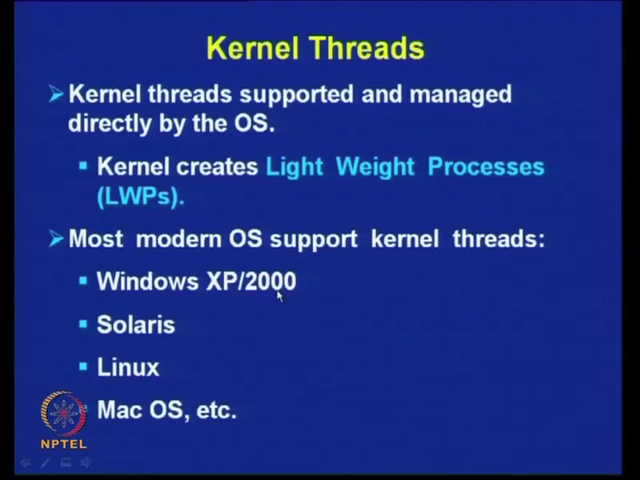 Kernel Threads
Kernel threads supported and managed
directly by the OS.
Kernel creates Light Weight Processes
(LWPs).
Most modern OS support kernel threads:
Windows XP/2000
Solaris
Linux
Mac OS, etc.
NPTEL